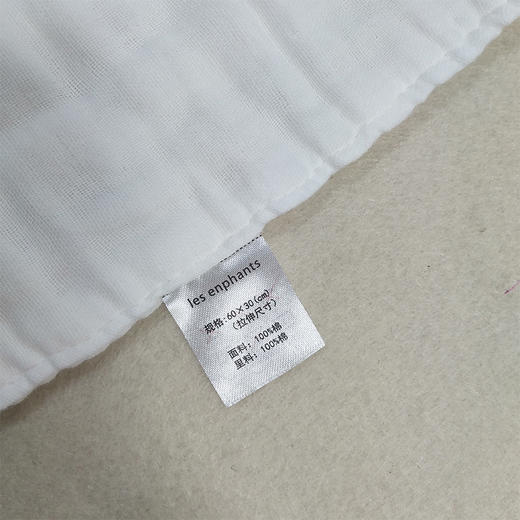 les enphants
规格:60×30(cm)
(拉伸尺寸)
面料: 100%棉
里料: 100%棉